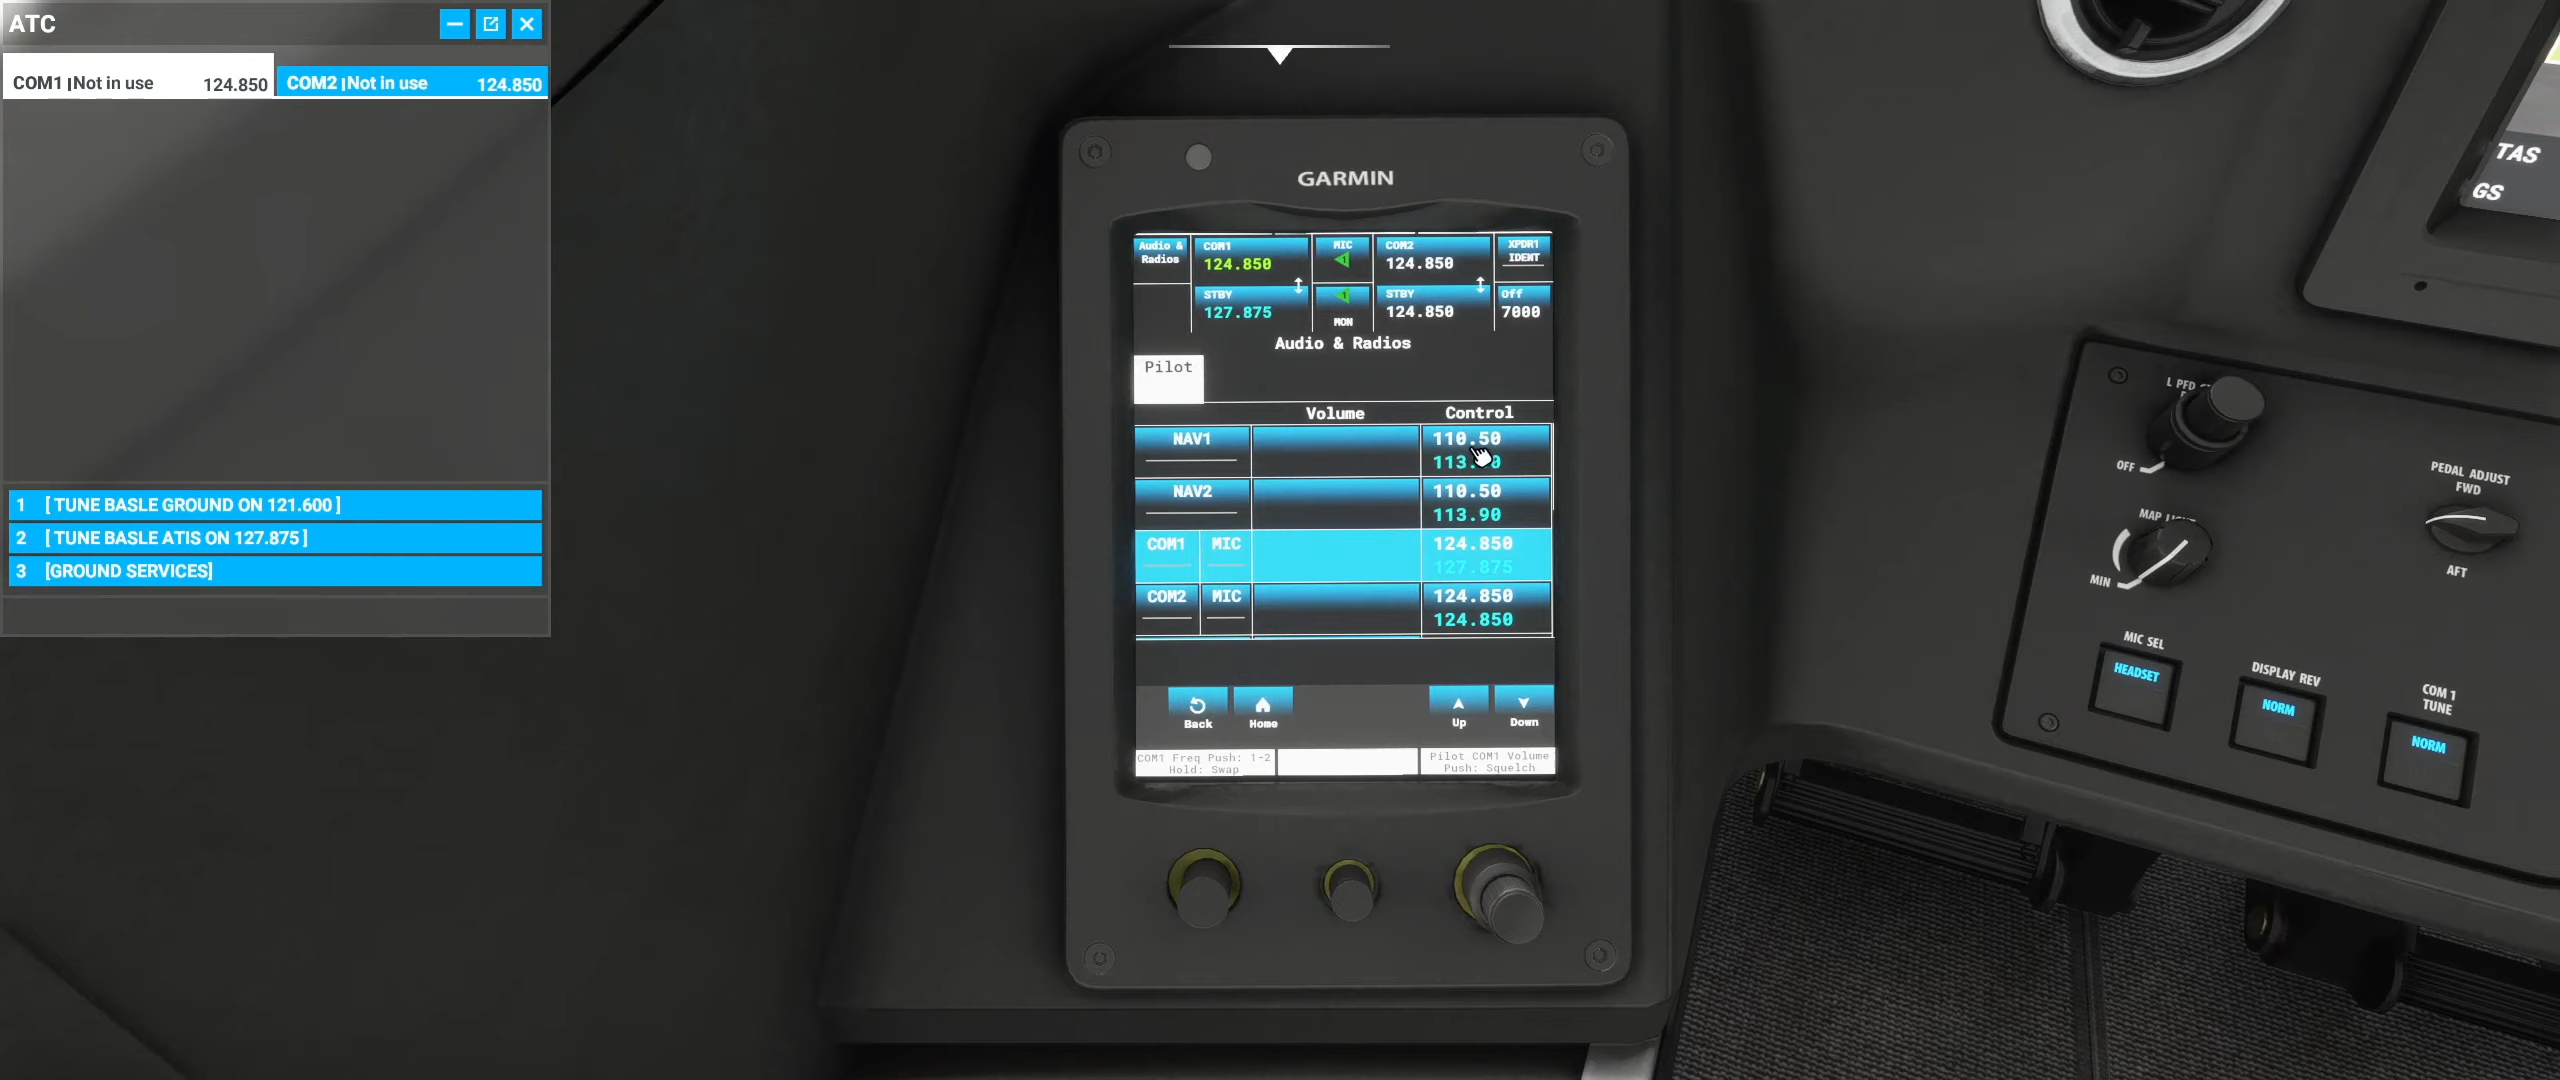 ATC
COM1 |Not in use 124.850
COM2 |Not in use 124.850
1 [ TUNE BASLE GROUND ON 121.600 ]
2 [ TUNE BASLE ATIS ON 127.875 ]
3 [GROUND SERVICES]
GARMIN
Audio & Radios
COM1
124.850
STBY
127.875
MIC
1
1
MON
COM2
124.850
STBY
124.850
XPDR1
IDENT
Off
7000
Audio & Radios
Pilot
Volume Control
NAV1 110.50
NAV2 110.50
113.90
COM1 MIC 124.850
127.875
COM2 MIC 124.850
124.850
Back
Home
Up
Down
COM1 Freq Push: 1-2
Hold: Swap
Pilot COM1 Volume
Push: Squelch
TAS
GS
L PFD
OFF
MAP
MIN
PEDAL ADJUST
FWD
AFT
MIC SEL
HEADSET
DISPLAY REV
NORM
COM 1
TUNE
NORM